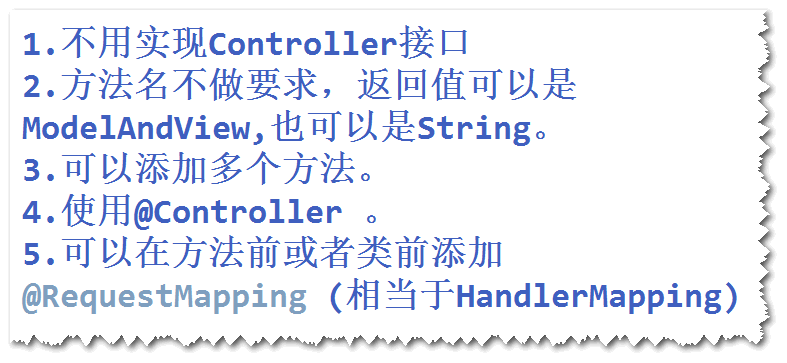 1.不用实现Controller接口
2.方法名不做要求，返回值可以是
ModelAndView,也可以是String。
3.可以添加多个方法。
4.使用@Controller 。
5.可以在方法前或者类前添加
@RequestMapping (相当于HandlerMapping)